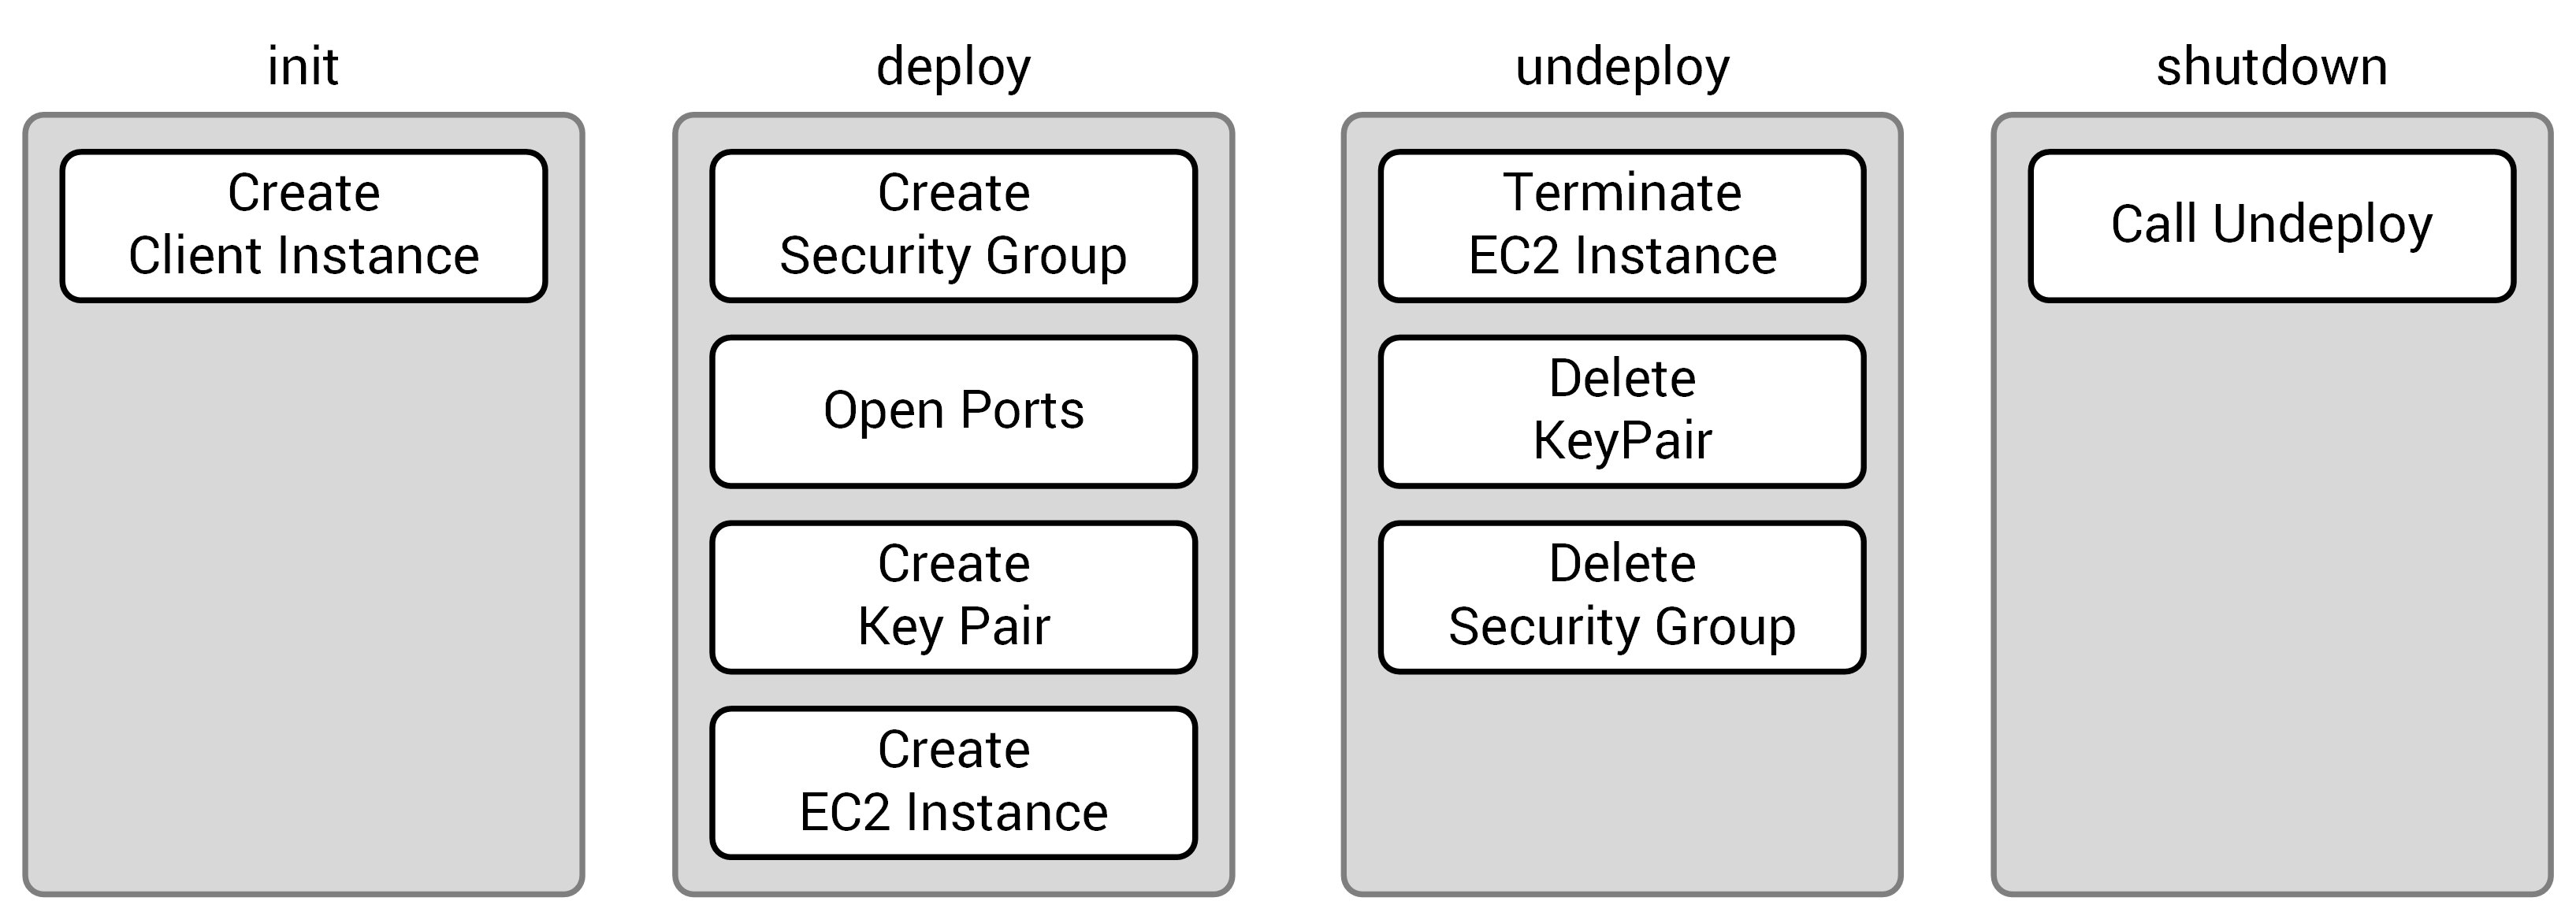 init
Create
Client Instance
deploy
Create
Security Group
Open Ports
Create
Key Pair
Create
EC2 Instance
undeploy
Terminate
EC2 Instance
Delete
KeyPair
Delete
Security Group
shutdown
Call Undeploy